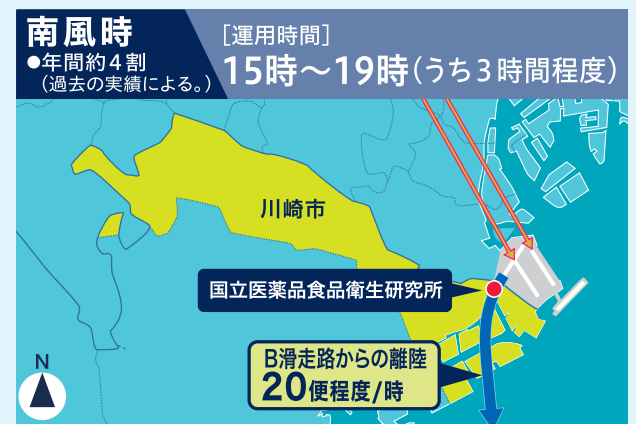 南風時
●年間約4割
(過去の実績による。)
[運用時間]
15時〜19時(うち3時間程度)
川崎市
国立医薬品食品衛生研究所
B滑走路からの離陸
20便程度/時
N